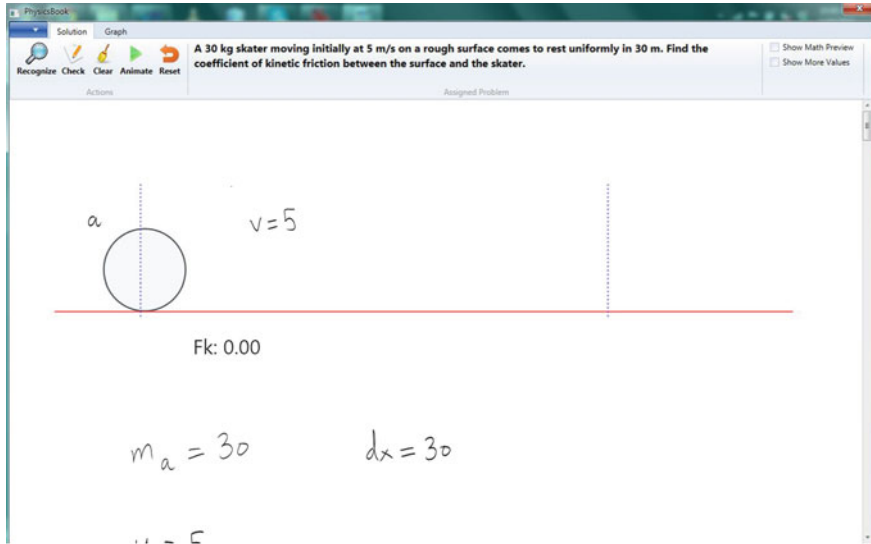 PhysicsBook
Solution Graph
Recognize Check Clear Animate Reset
Actions
A 30 kg skater moving initially at 5 m/s on a rough surface comes to rest uniformly in 30 m. Find the
coefficient of kinetic friction between the surface and the skater.
Assigned Problem
Show Math Preview
Show More Values
a
v = 5
Fk: 0.00
m_a = 30
dx = 30
= 5